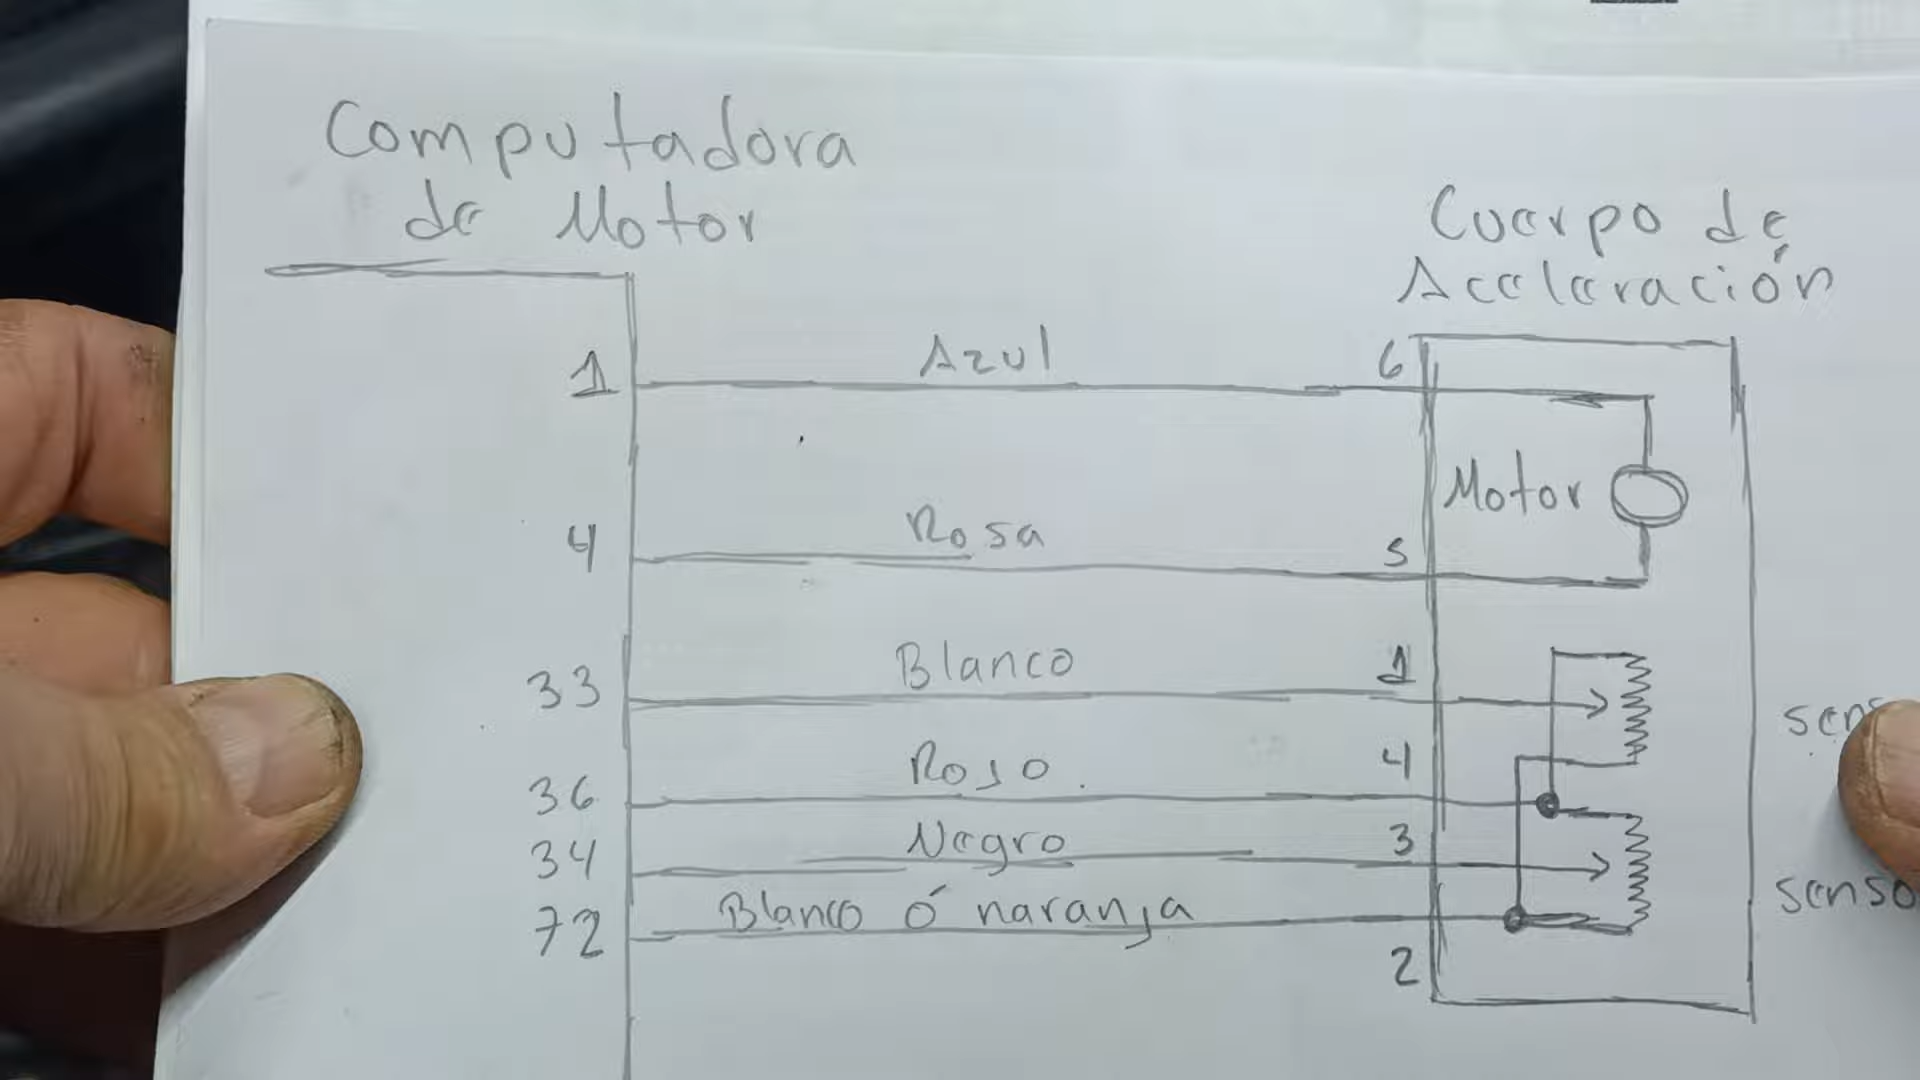 Computadora
de Motor
Cuerpo de
Aceleración
1 Azul 6
Motor
4 Rosa 5
33 Blanco 1
36 Rojo 4
34 Negro 3
72 Blanco ó naranja 2